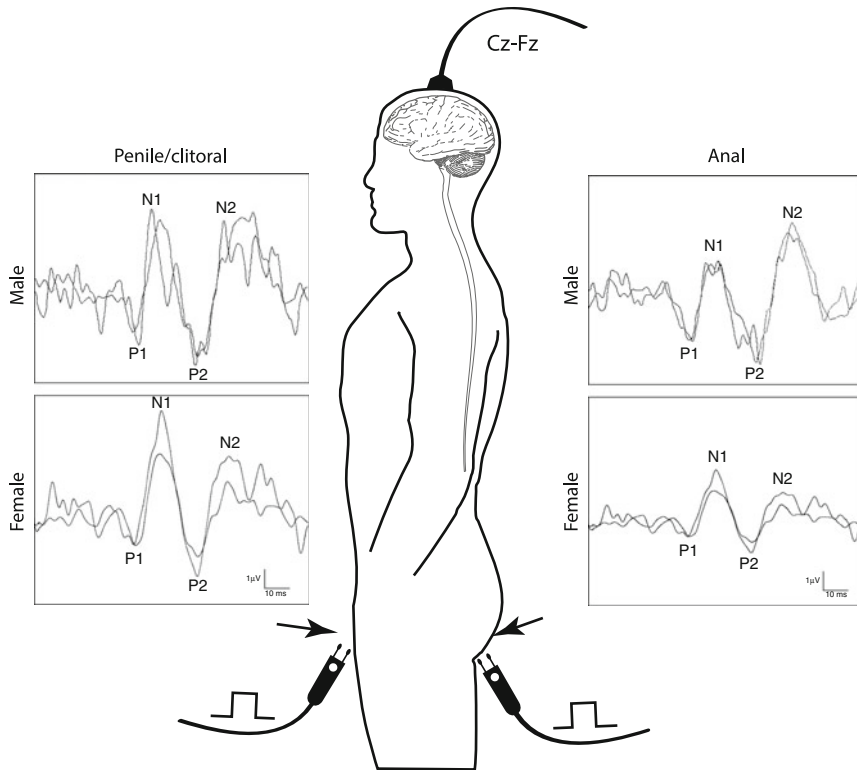 Cz-Fz
Penile/clitoral
Anal
Male
N1
N2
P1
P2
Male
N1
N2
P1
P2
Female
N1
N2
P1
P2
1µV
10 ms
Female
N1
N2
P1
P2
1µV
10 ms